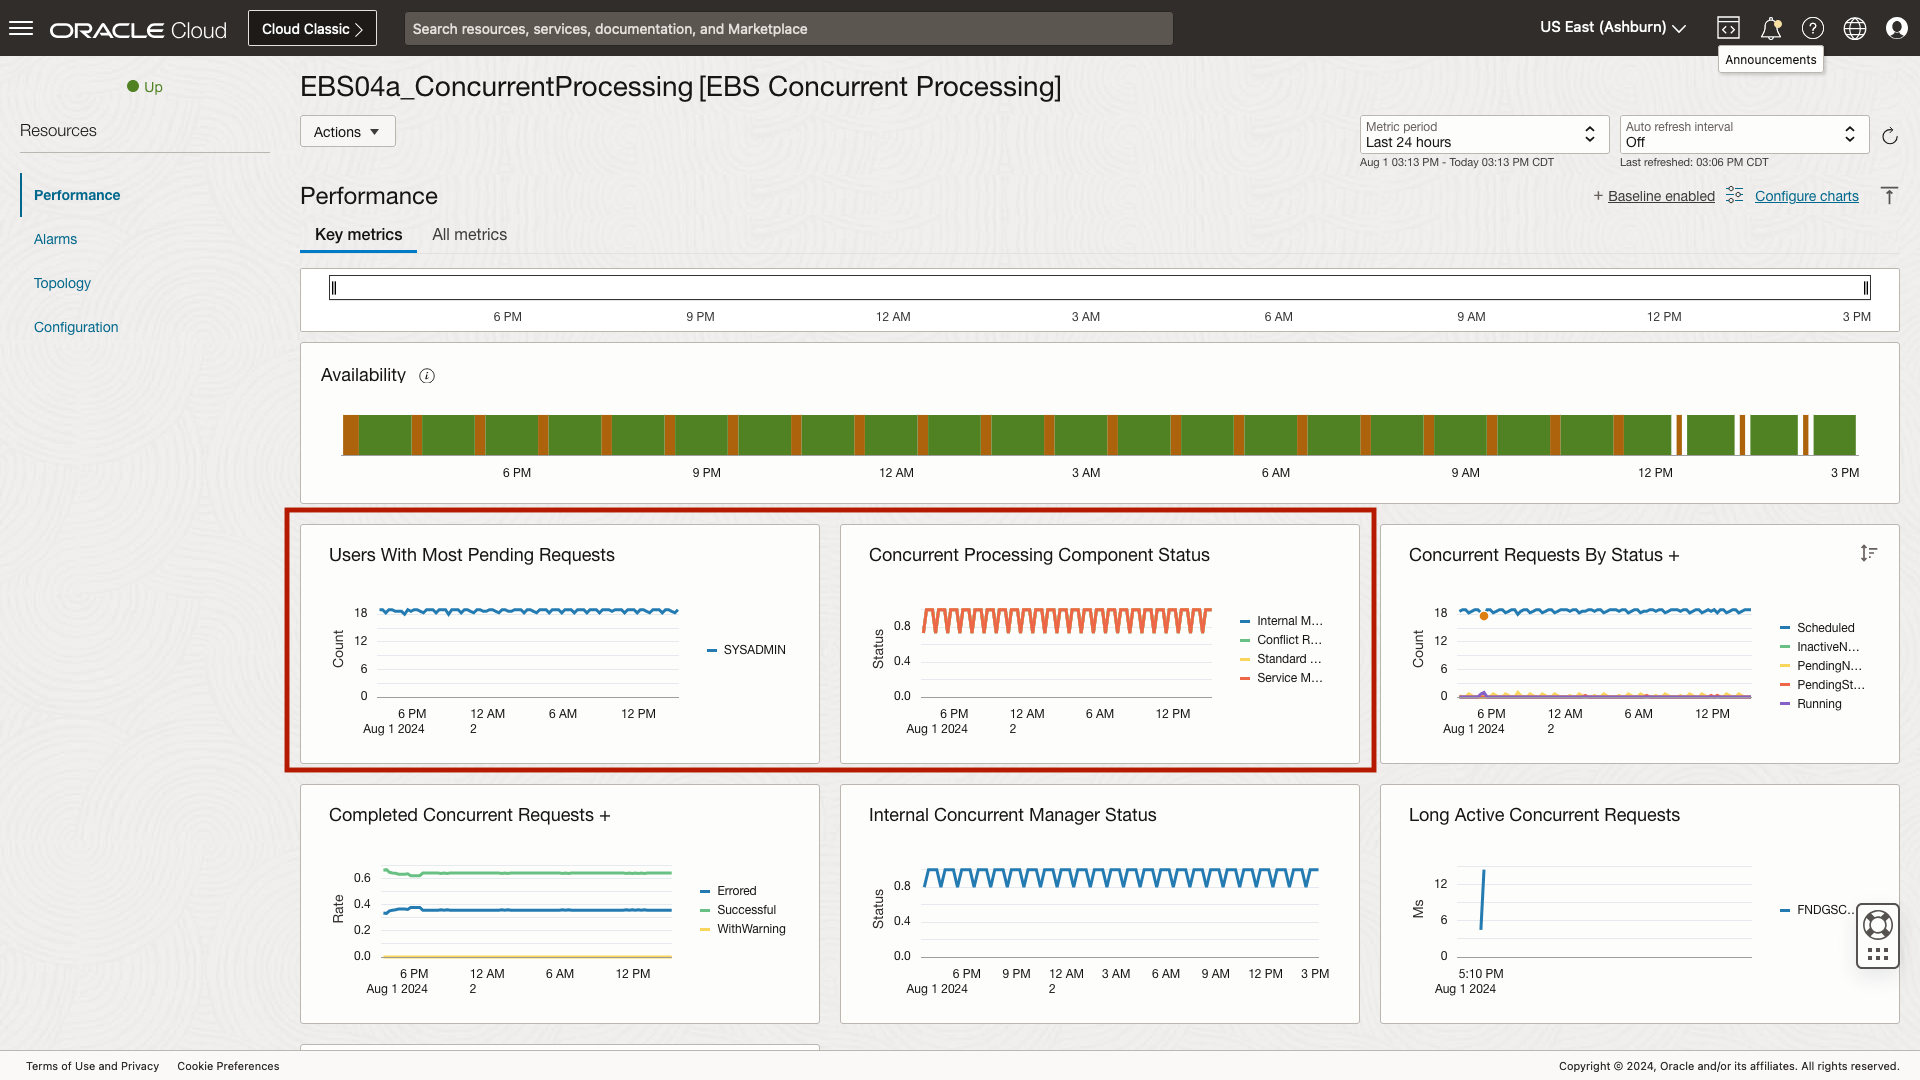 ORACLE Cloud
Cloud Classic
Search resources, services, documentation, and Marketplace
US East (Ashburn)
Announcements
Up
Resources
Performance
Alarms
Topology
Configuration
EBS04a_ConcurrentProcessing [EBS Concurrent Processing]
Actions
Metric period
Last 24 hours
Aug 1 03:13 PM - Today 03:13 PM CDT
Auto refresh interval
Off
Last refreshed: 03:06 PM CDT
Performance
+ Baseline enabled
Configure charts
Key metrics
All metrics
6 PM 9 PM 12 AM 3 AM 6 AM 9 AM 12 PM 3 PM
Availability
6 PM 9 PM 12 AM 3 AM 6 AM 9 AM 12 PM 3 PM
Users With Most Pending Requests
Count
18
12
6
0
6 PM 12 AM 6 AM 12 PM
Aug 1 2024 2
SYSADMIN
Concurrent Processing Component Status
Status
0.8
0.4
0.0
6 PM 12 AM 6 AM 12 PM
Aug 1 2024 2
Internal M...
Conflict R...
Standard ...
Service M...
Concurrent Requests By Status +
Count
18
12
6
0
6 PM 12 AM 6 AM 12 PM
Aug 1 2024 2
Scheduled
InactiveN...
PendingN...
PendingSt...
Running
Completed Concurrent Requests +
Rate
0.6
0.4
0.2
0.0
6 PM 12 AM 6 AM 12 PM
Aug 1 2024 2
Errored
Successful
WithWarning
Internal Concurrent Manager Status
Status
0.8
0.4
0.0
6 PM 9 PM 12 AM 3 AM 6 AM 9 AM 12 PM 3 PM
Aug 1 2024 2
Long Active Concurrent Requests
Ms
12
6
0
5:10 PM
Aug 1 2024
FNDGSC...
Terms of Use and Privacy
Cookie Preferences
Copyright © 2024, Oracle and/or its affiliates. All rights reserved.